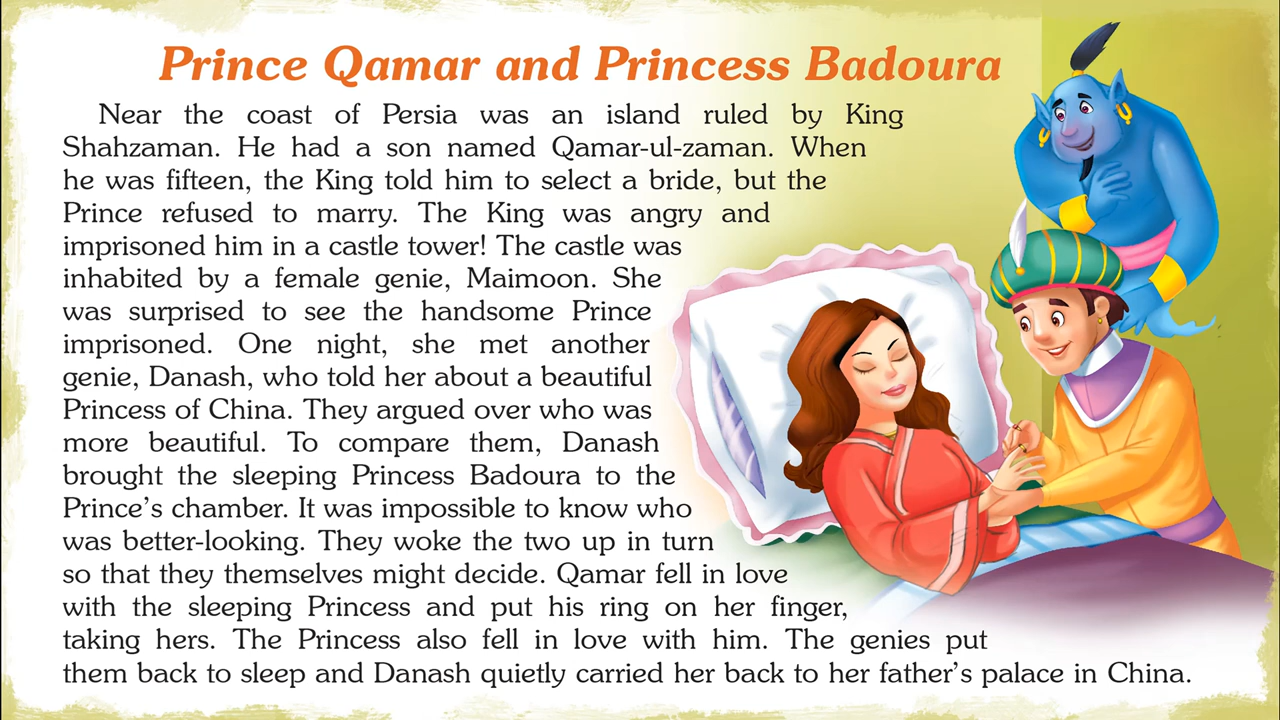 Prince Qamar and Princess Badoura
Near the coast of Persia was an island ruled by King
Shahzaman. He had a son named Qamar-ul-zaman. When
he was fifteen, the King told him to select a bride, but the
Prince refused to marry. The King was angry and
imprisoned him in a castle tower! The castle was
inhabited by a female genie, Maimoon. She
was surprised to see the handsome Prince
imprisoned. One night, she met another
genie, Danash, who told her about a beautiful
Princess of China. They argued over who was
more beautiful. To compare them, Danash
brought the sleeping Princess Badoura to the
Prince’s chamber. It was impossible to know who
was better-looking. They woke the two up in turn
so that they themselves might decide. Qamar fell in love
with the sleeping Princess and put his ring on her finger,
taking hers. The Princess also fell in love with him. The genies put
them back to sleep and Danash quietly carried her back to her father’s palace in China.